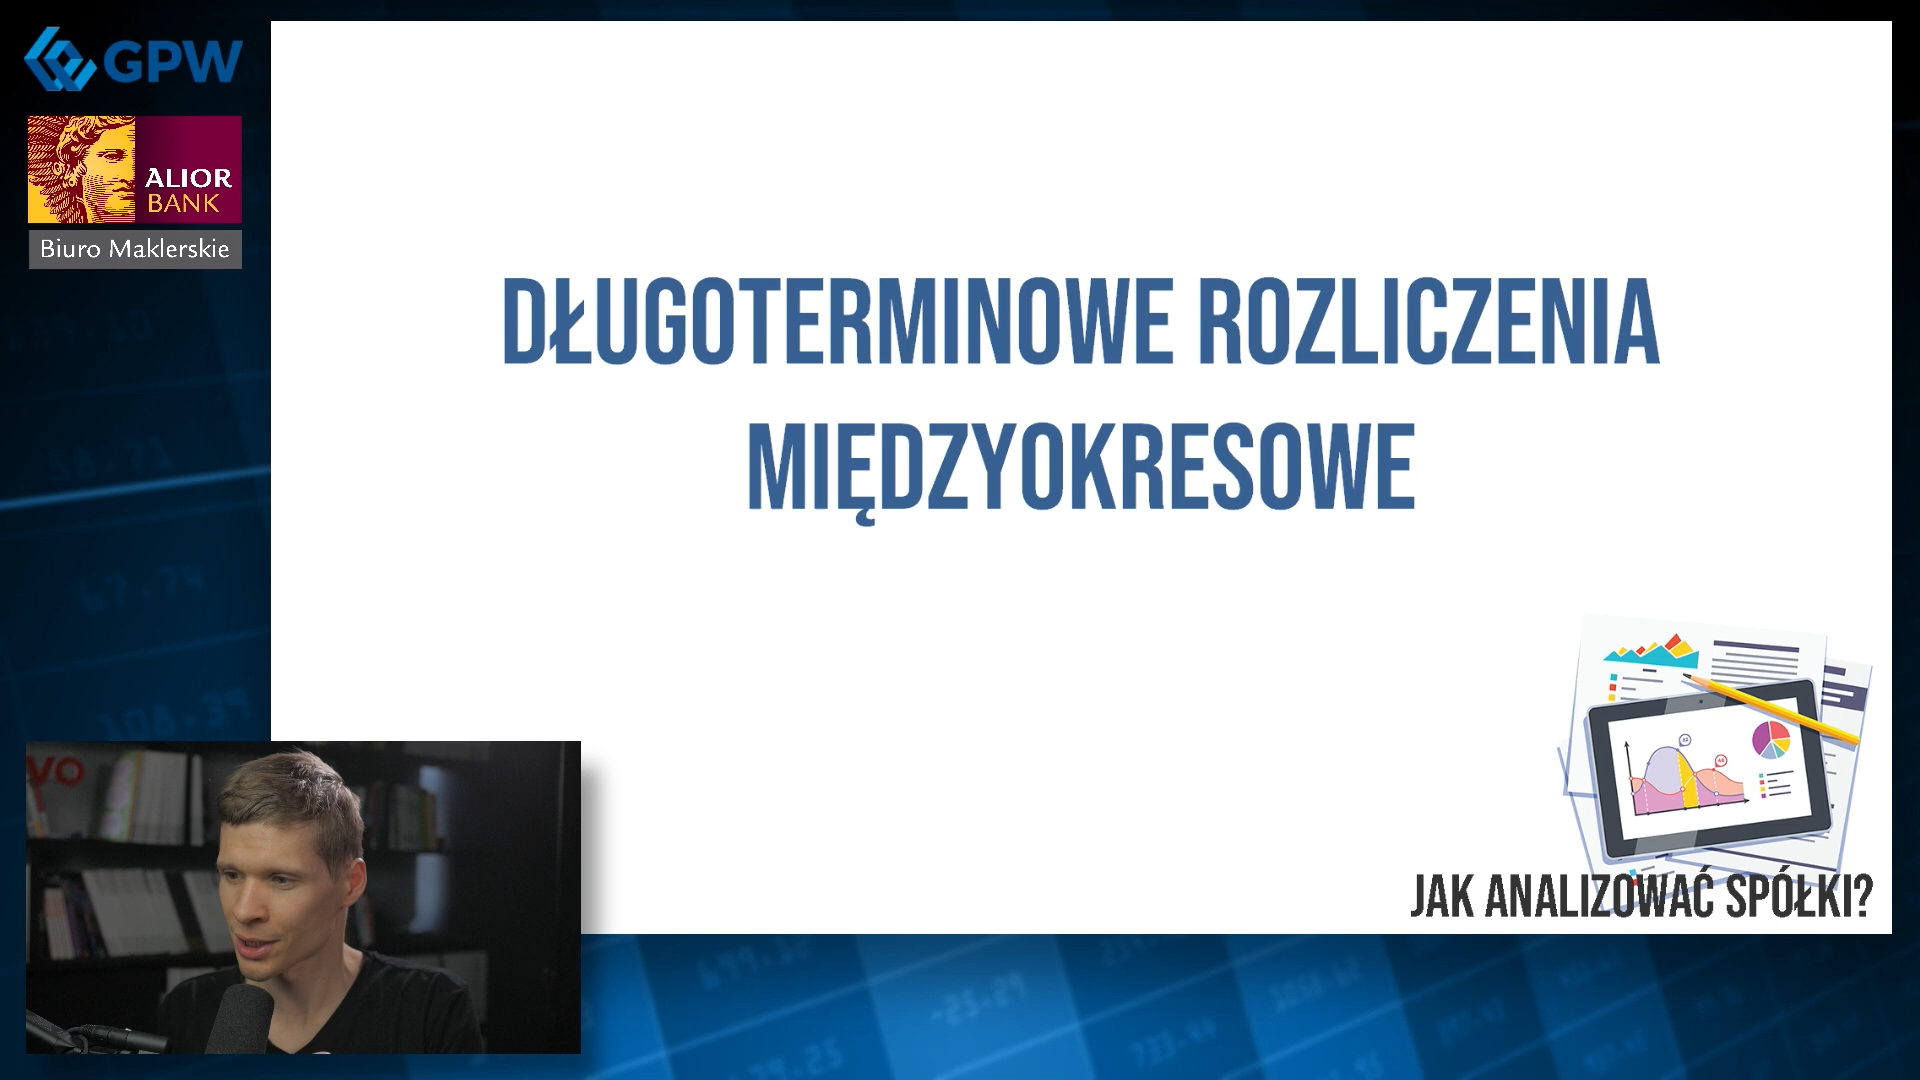 GPW
ALIOR
BANK
Biuro Maklerskie
DŁUGOTERMINOWE ROZLICZENIA
MIĘDZYOKRESOWE
JAK ANALIZOWAĆ SPÓŁKI?